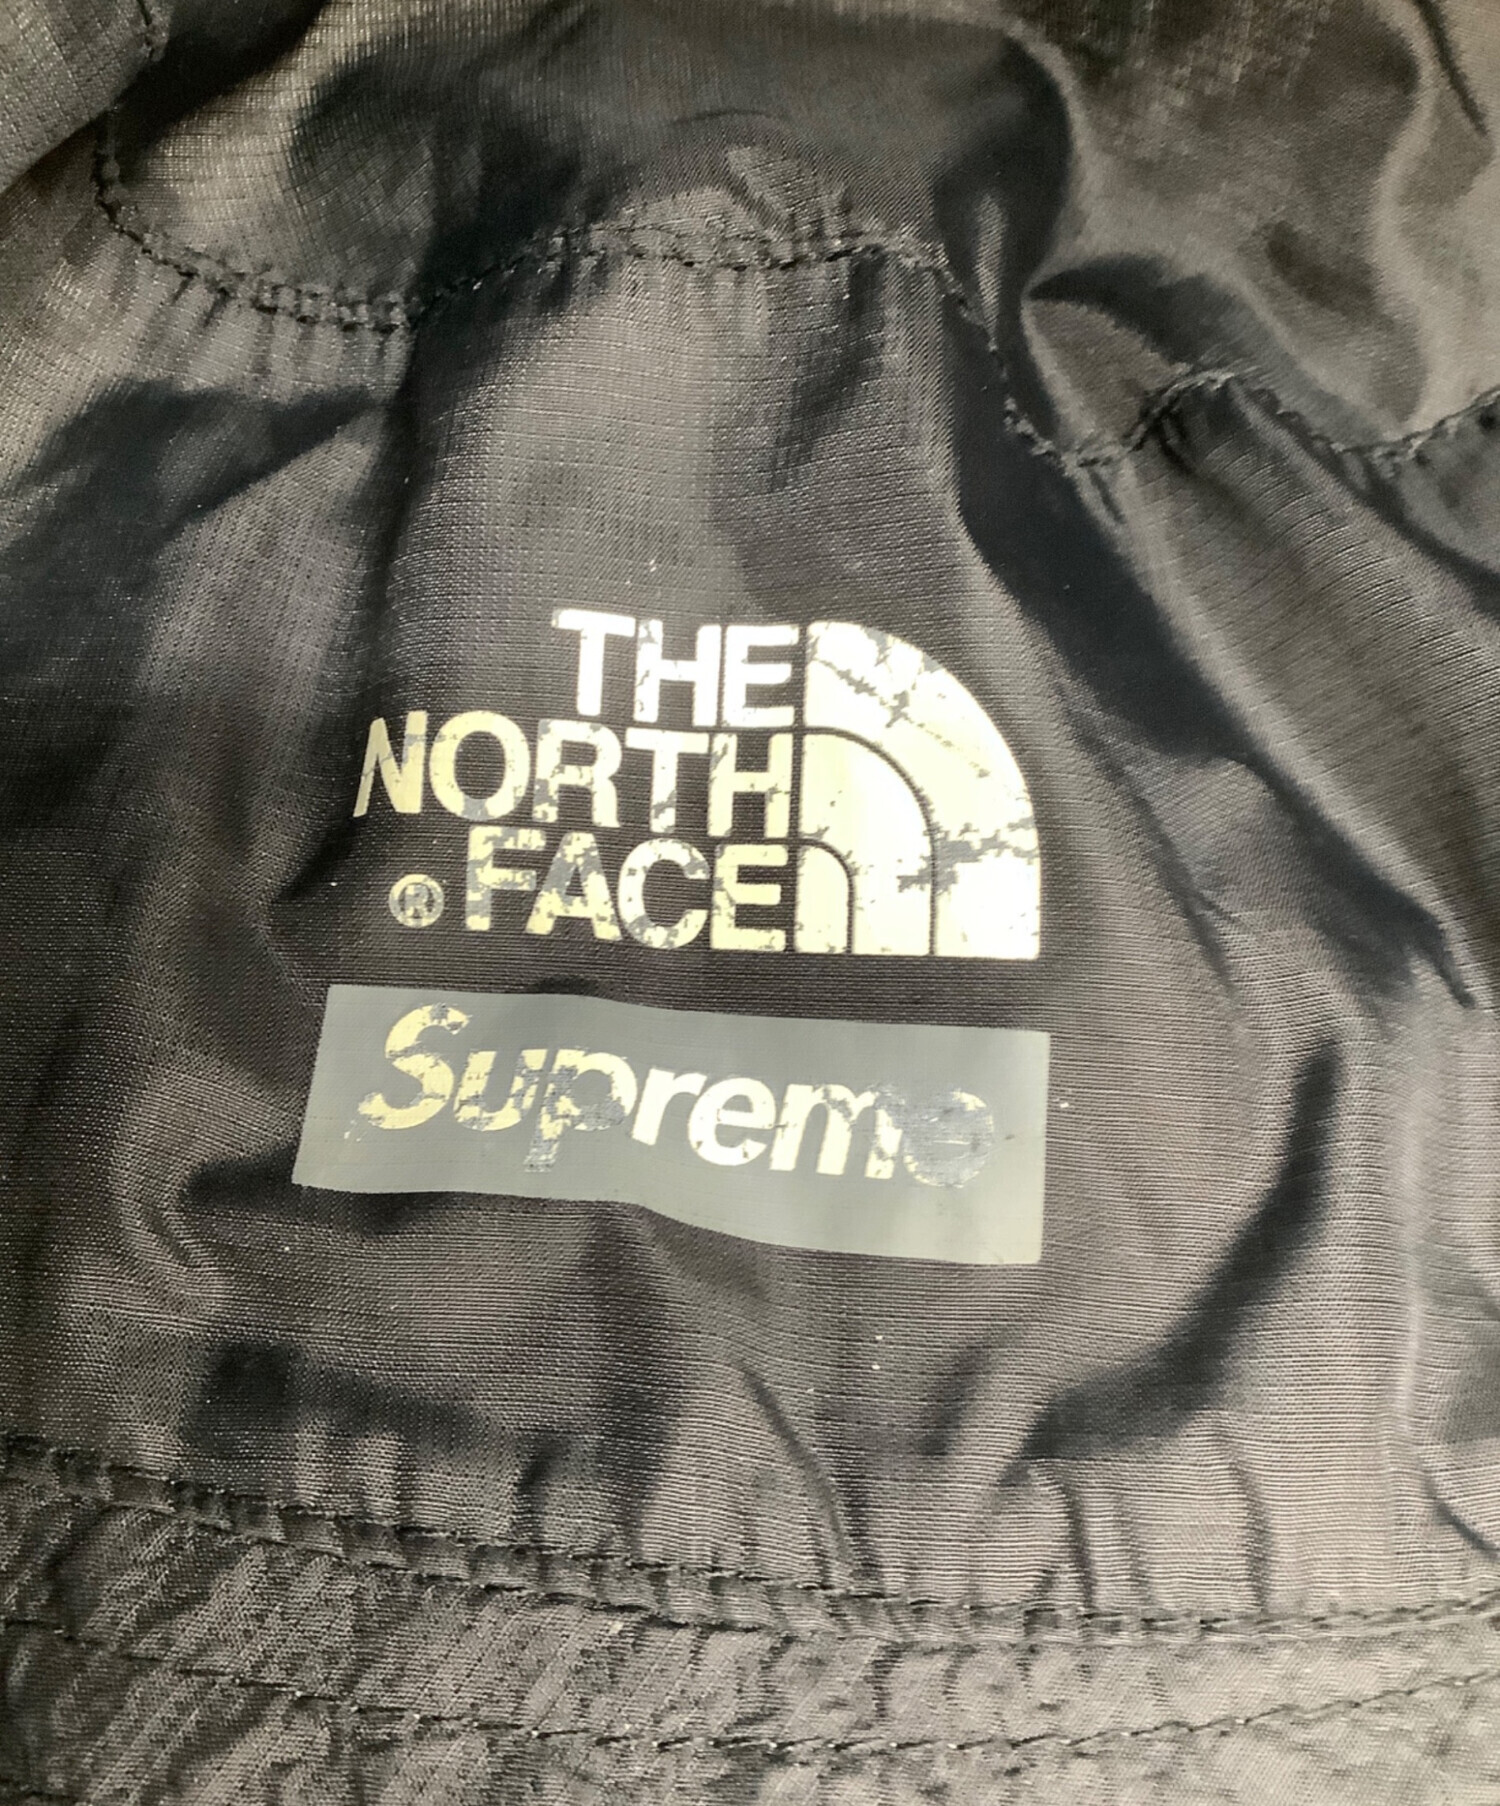 THE
NORTH
® FACE
Supreme